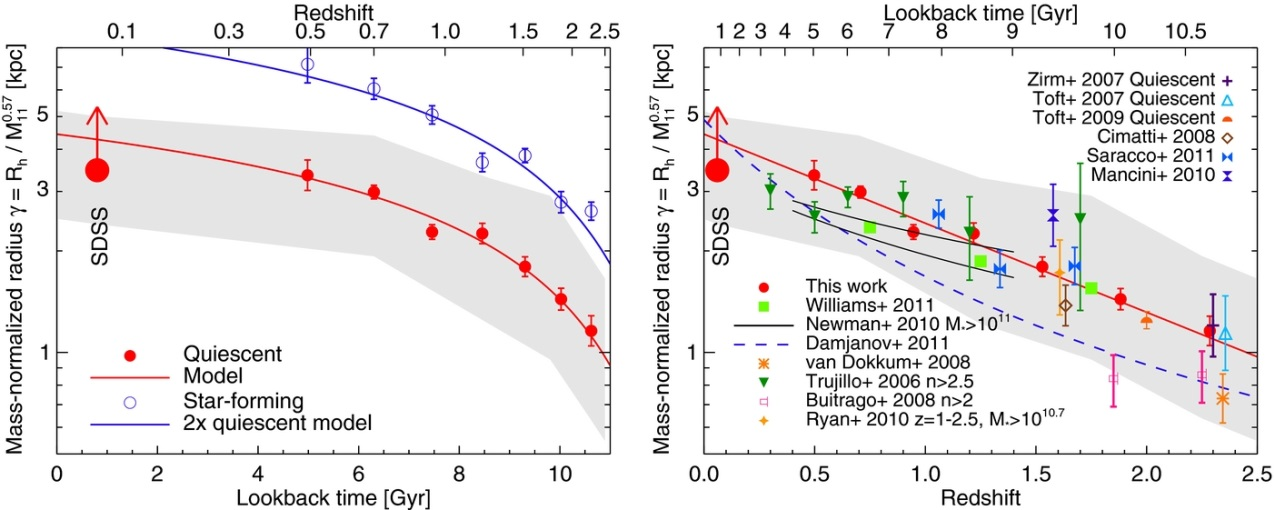 Redshift
0.1 0.3 0.5 0.7 1.0 1.5 2 2.5
Mass-normalized radius γ = R_h / M_11^0.57 [kpc]
5
3
1
SDSS
Quiescent
Model
Star-forming
2x quiescent model
0 2 4 6 8 10
Lookback time [Gyr]
Lookback time [Gyr]
1 2 3 4 5 6 7 8 9 10 10.5
Mass-normalized radius γ = R_h / M_11^0.57 [kpc]
5
3
1
SDSS
Zirm+ 2007 Quiescent
Toft+ 2007 Quiescent
Toft+ 2009 Quiescent
Cimatti+ 2008
Saracco+ 2011
Mancini+ 2010
This work
Williams+ 2011
Newman+ 2010 M_*>10^11
Damjanov+ 2011
van Dokkum+ 2008
Trujillo+ 2006 n>2.5
Buitrago+ 2008 n>2
Ryan+ 2010 z=1-2.5, M_*>10^10.7
0.0 0.5 1.0 1.5 2.0 2.5
Redshift